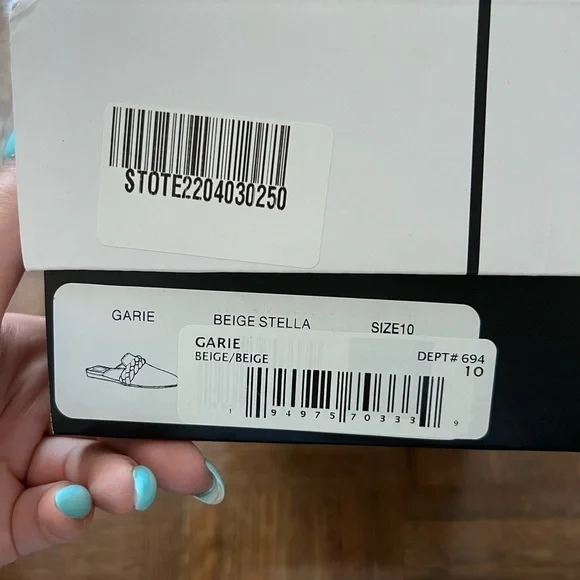 STOTE2204030250
GARIE BEIGE STELLA SIZE10
GARIE
BEIGE/BEIGE
DEPT# 694
10
1 94975 70333 9